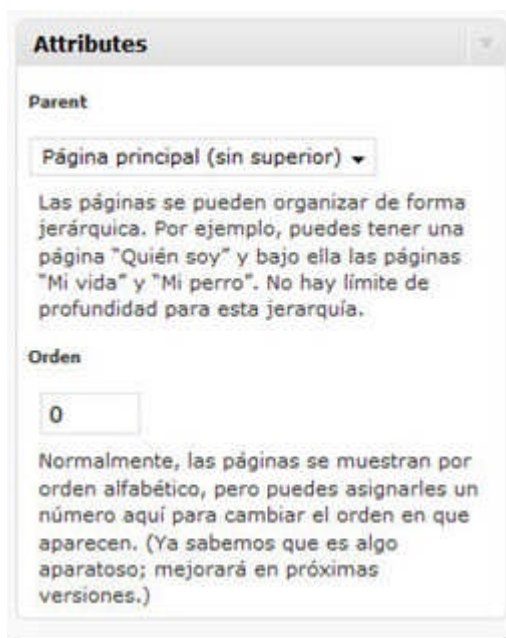 Attributes
Parent
Página principal (sin superior)
Las páginas se pueden organizar de forma
jerárquica. Por ejemplo, puedes tener una
página “Quién soy” y bajo ella las páginas
“Mi vida” y “Mi perro”. No hay límite de
profundidad para esta jerarquía.
Orden
0
Normalmente, las páginas se muestran por
orden alfabético, pero puedes asignarles un
número aquí para cambiar el orden en que
aparecen. (Ya sabemos que es algo
aparatoso; mejorará en próximas
versiones.)